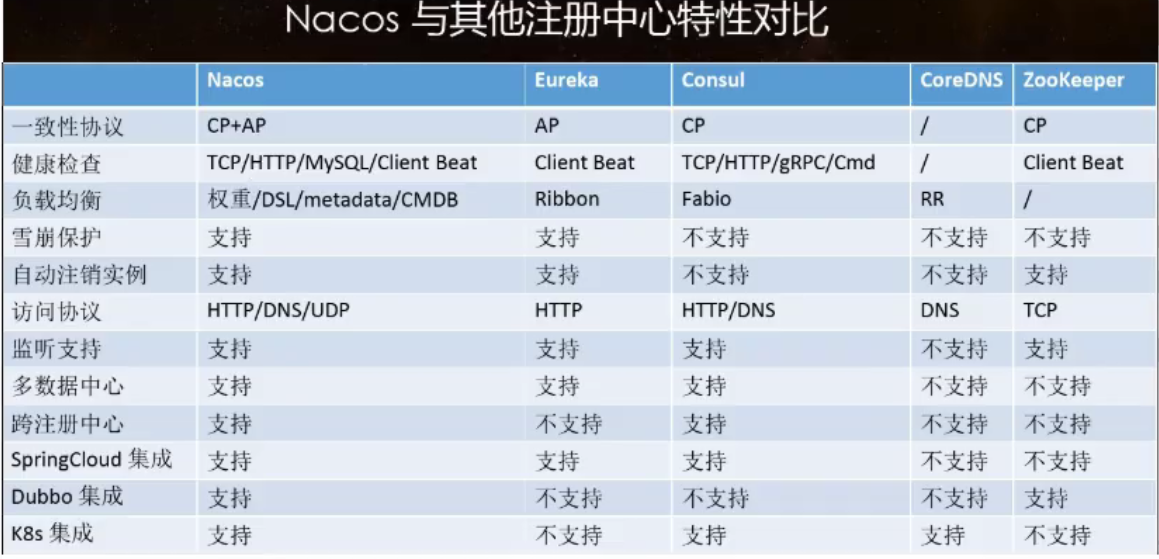 Nacos 与其他注册中心特性对比
Nacos Eureka Consul CoreDNS ZooKeeper
一致性协议 CP+AP AP CP / CP
健康检查 TCP/HTTP/MySQL/Client Beat Client Beat TCP/HTTP/gRPC/Cmd / Client Beat
负载均衡 权重/DSL/metadata/CMDB Ribbon Fabio RR /
雪崩保护 支持 支持 不支持 不支持 不支持
自动注销实例 支持 支持 不支持 不支持 支持
访问协议 HTTP/DNS/UDP HTTP HTTP/DNS DNS TCP
监听支持 支持 支持 支持 不支持 支持
多数据中心 支持 支持 支持 不支持 不支持
跨注册中心 支持 不支持 支持 不支持 不支持
SpringCloud 集成 支持 支持 支持 不支持 不支持
Dubbo 集成 支持 不支持 不支持 不支持 支持
K8s 集成 支持 不支持 支持 支持 不支持